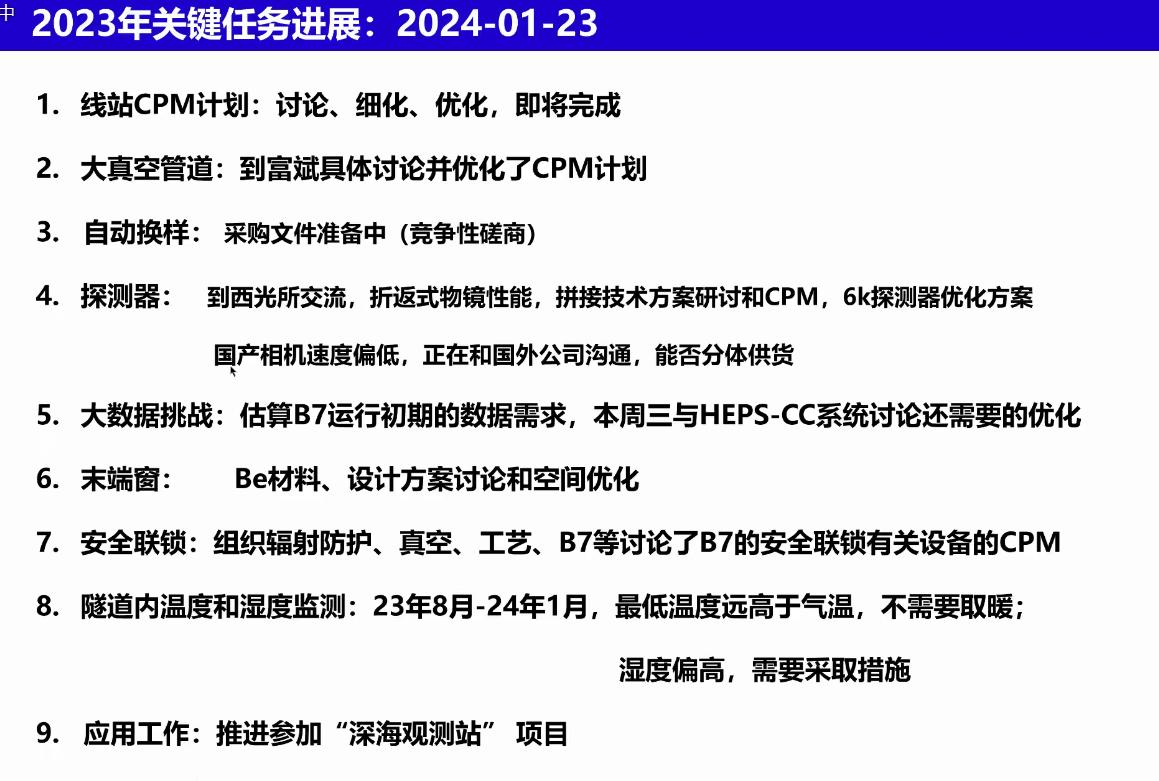 中
2023年关键任务进展：2024-01-23
1. 线站CPM计划：讨论、细化、优化，即将完成
2. 大真空管道：到富斌具体讨论并优化了CPM计划
3. 自动换样： 采购文件准备中（竞争性磋商）
4. 探测器： 到西光所交流，折返式物镜性能，拼接技术方案研讨和CPM，6k探测器优化方案
国产相机速度偏低，正在和国外公司沟通，能否分体供货
5. 大数据挑战：估算B7运行初期的数据需求，本周三与HEPS-CC系统讨论还需要的优化
6. 末端窗： Be材料、设计方案讨论和空间优化
7. 安全联锁：组织辐射防护、真空、工艺、B7等讨论了B7的安全联锁有关设备的CPM
8. 隧道内温度和湿度监测：23年8月-24年1月，最低温度远高于气温，不需要取暖；
湿度偏高，需要采取措施
9. 应用工作：推进参加“深海观测站” 项目